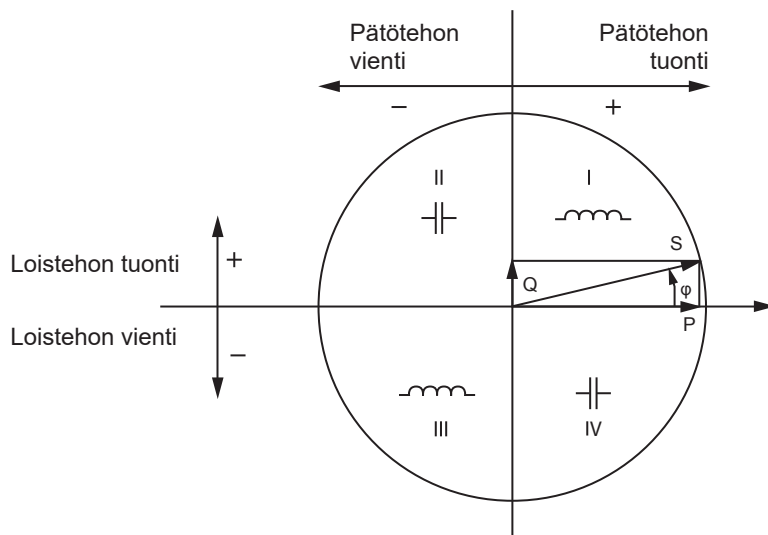 Pätötehon
vienti
Pätötehon
tuonti
− +
II I
S
Loistehon tuonti +
Q φ
P
Loistehon vienti −
III IV